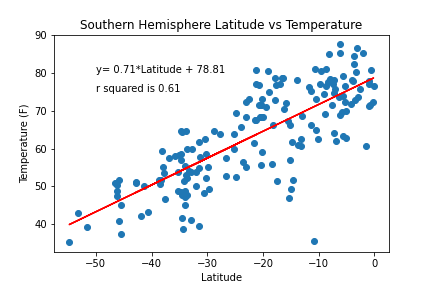 Southern Hemisphere Latitude vs Temperature
90
80
70
60
50
40
Temperature (F)
y= 0.71*Latitude + 78.81
r squared is 0.61
−50 −40 −30 −20 −10 0
Latitude